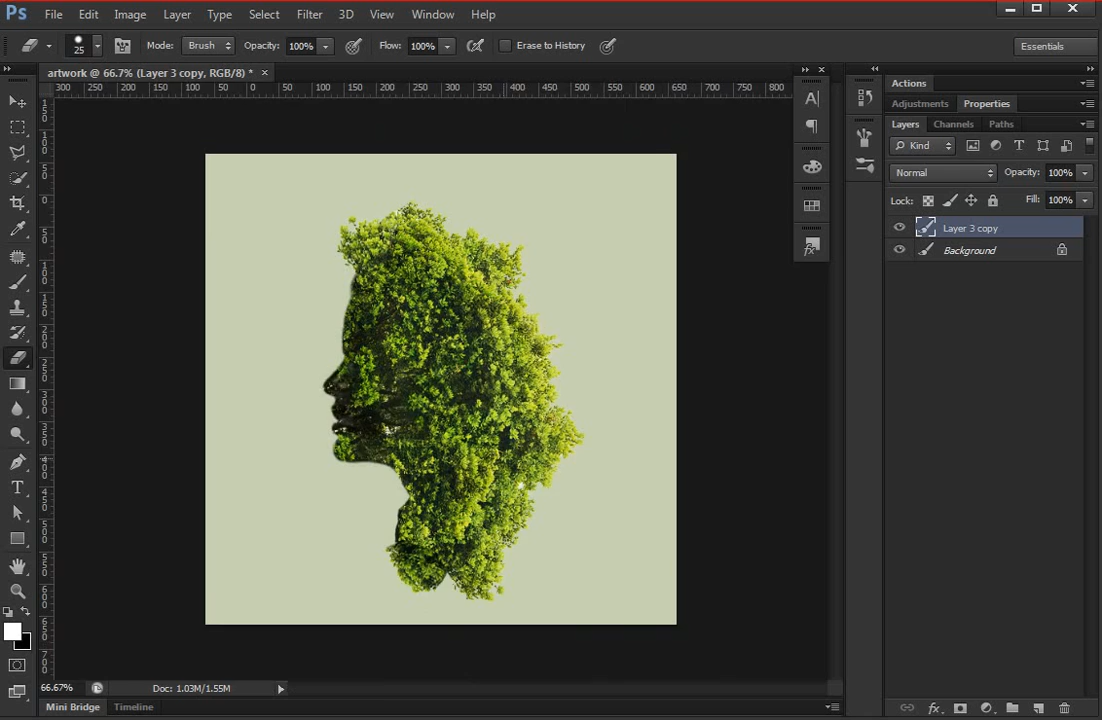 Ps File Edit Image Layer Type Select Filter 3D View Window Help
25 Mode: Brush Opacity: 100% Flow: 100% Erase to History Essentials
artwork @ 66.7% (Layer 3 copy, RGB/8) * ×
300 250 200 150 100 50 0 50 100 150 200 250 300 350 400 450 500 550 600 650 700 750 800
Actions
Adjustments Properties
Layers Channels Paths
Kind
Normal Opacity: 100%
Lock: Fill: 100%
Layer 3 copy
Background
66.67% Doc: 1.03M/1.55M
Mini Bridge Timeline